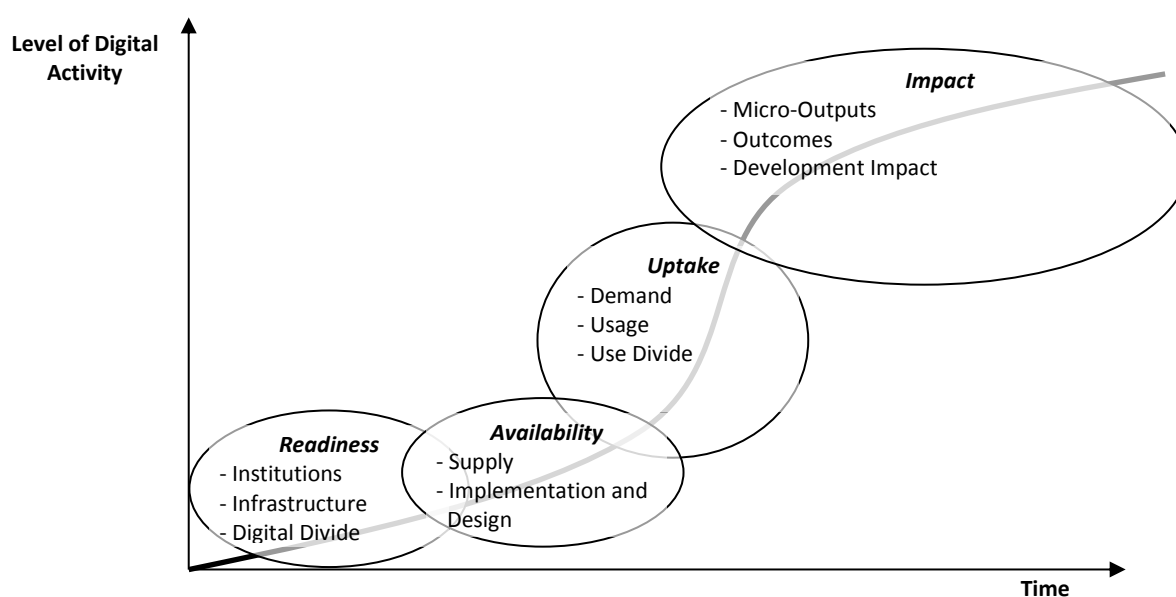 Level of Digital
Activity
Impact
- Micro-Outputs
- Outcomes
- Development Impact
Uptake
- Demand
- Usage
- Use Divide
Readiness
- Institutions
- Infrastructure
- Digital Divide
Availability
- Supply
- Implementation and
Design
Time